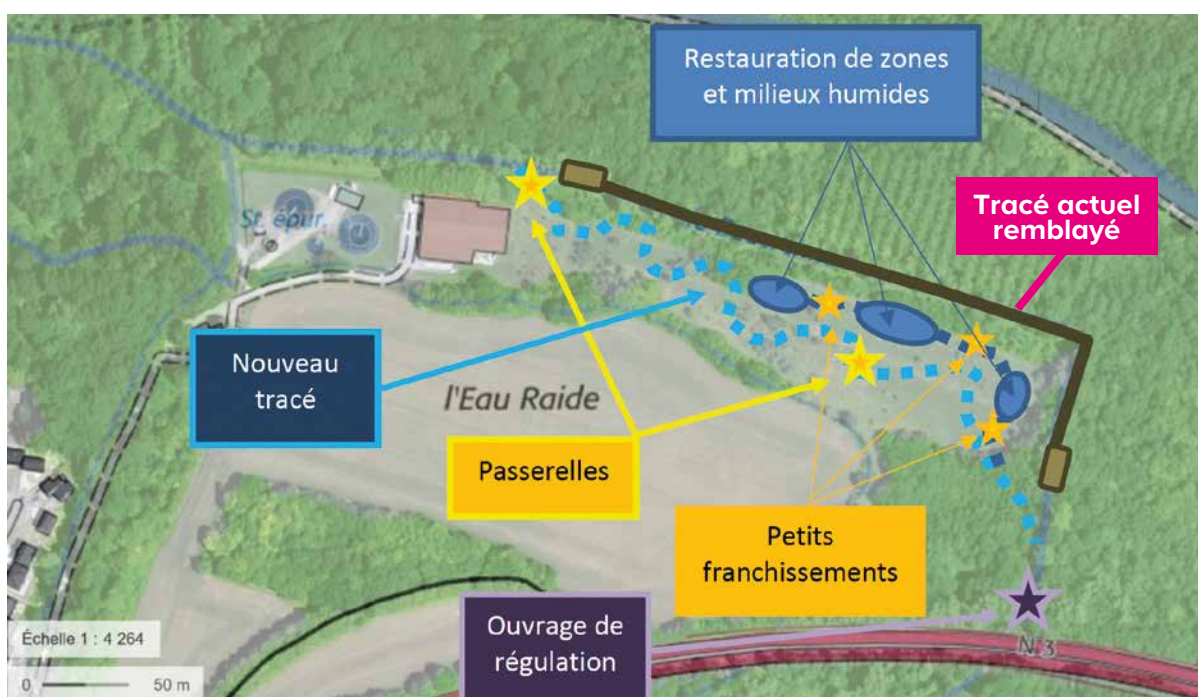 Restauration de zones
et milieux humides
Tracé actuel
remblayé
St. épur.
Nouveau
tracé
l'Eau Raide
Passerelles
Petits
franchissements
Ouvrage de
régulation
N 3
Échelle 1 : 4 264
0
50 m